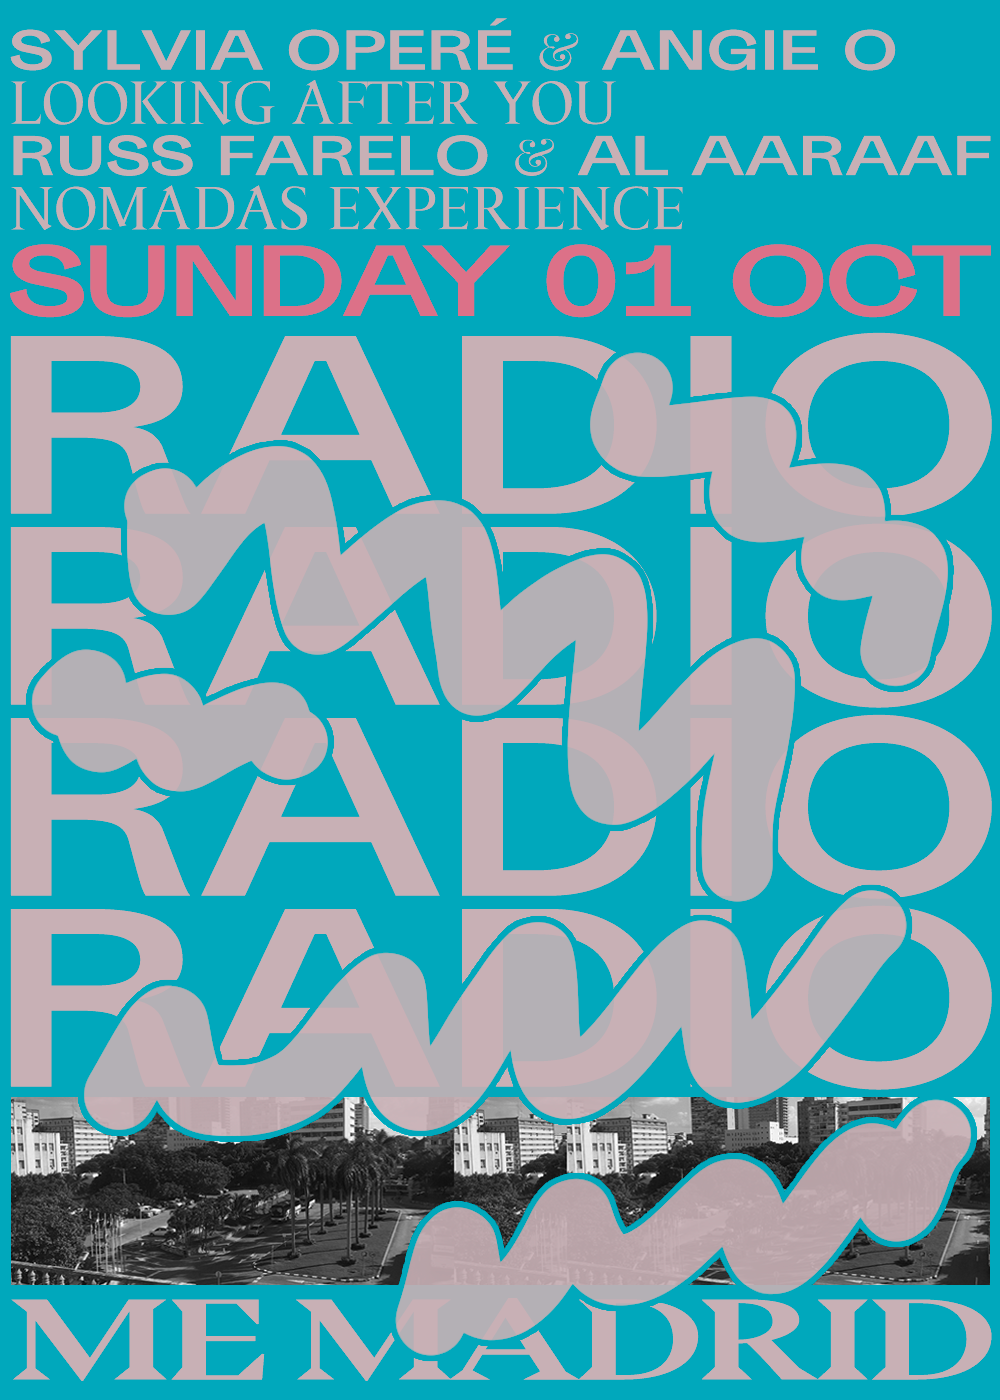 SYLVIA OPERÉ & ANGIE O
LOOKING AFTER YOU
RUSS FARELO & AL AARAAF
NOMADAS EXPERIENCE
SUNDAY 01 OCT
RADIO
RADIO
RADIO
RADIO
ME MADRID